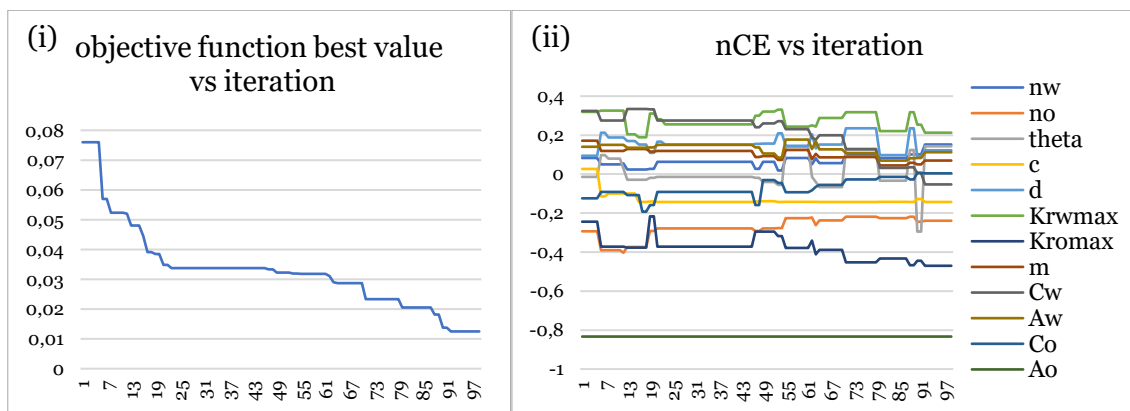 (i)
objective function best value
vs iteration
0,08
0,07
0,06
0,05
0,04
0,03
0,02
0,01
0
1 7 13 19 25 31 37 43 49 55 61 67 73 79 85 91 97
(ii)
nCE vs iteration
0,4
0,2
0
-0,2
-0,4
-0,6
-0,8
-1
1 7 13 19 25 31 37 43 49 55 61 67 73 79 85 91 97
nw
no
theta
c
d
Krwmax
Kromax
m
Cw
Aw
Co
Ao